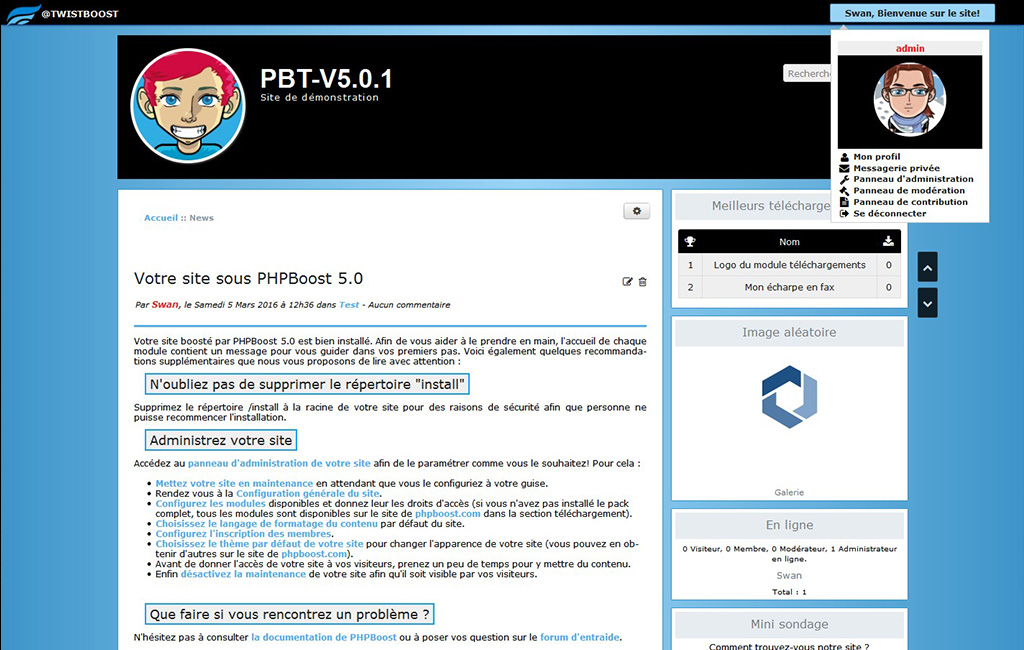 @TWISTBOOST
Swan, Bienvenue sur le site!
admin
Mon profil
Messagerie privée
Panneau d'administration
Panneau de modération
Panneau de contribution
Se déconnecter
PBT-V5.0.1
Site de démonstration
Recherche
Accueil :: News
Votre site sous PHPBoost 5.0
Par Swan, le Samedi 5 Mars 2016 à 12h36 dans Test - Aucun commentaire
Votre site boosté par PHPBoost 5.0 est bien installé. Afin de vous aider à le prendre en main, l'accueil de chaque
module contient un message pour vous guider dans vos premiers pas. Voici également quelques recommanda-
tions supplémentaires que nous vous proposons de lire avec attention :
N'oubliez pas de supprimer le répertoire "install"
Supprimez le répertoire /install à la racine de votre site pour des raisons de sécurité afin que personne ne
puisse recommencer l'installation.
Administrez votre site
Accédez au panneau d'administration de votre site afin de le paramétrer comme vous le souhaitez! Pour cela :
• Mettez votre site en maintenance en attendant que vous le configuriez à votre guise.
• Rendez vous à la Configuration générale du site.
• Configurez les modules disponibles et donnez leur les droits d'accès (si vous n'avez pas installé le pack
complet, tous les modules sont disponibles sur le site de phpboost.com dans la section téléchargement).
• Choisissez le langage de formatage du contenu par défaut du site.
• Configurez l'inscription des membres.
• Choisissez le thème par défaut de votre site pour changer l'apparence de votre site (vous pouvez en ob-
tenir d'autres sur le site de phpboost.com).
• Avant de donner l'accès de votre site à vos visiteurs, prenez un peu de temps pour y mettre du contenu.
• Enfin désactivez la maintenance de votre site afin qu'il soit visible par vos visiteurs.
Que faire si vous rencontrez un problème ?
N'hésitez pas à consulter la documentation de PHPBoost ou à poser vos question sur le forum d'entraide.
Meilleurs télécharge
Nom
1 Logo du module téléchargements 0
2 Mon écharpe en fax 0
Image aléatoire
Galerie
En ligne
0 Visiteur, 0 Membre, 0 Modérateur, 1 Administrateur
en ligne.
Swan
Total : 1
Mini sondage
Comment trouvez-vous notre site ?